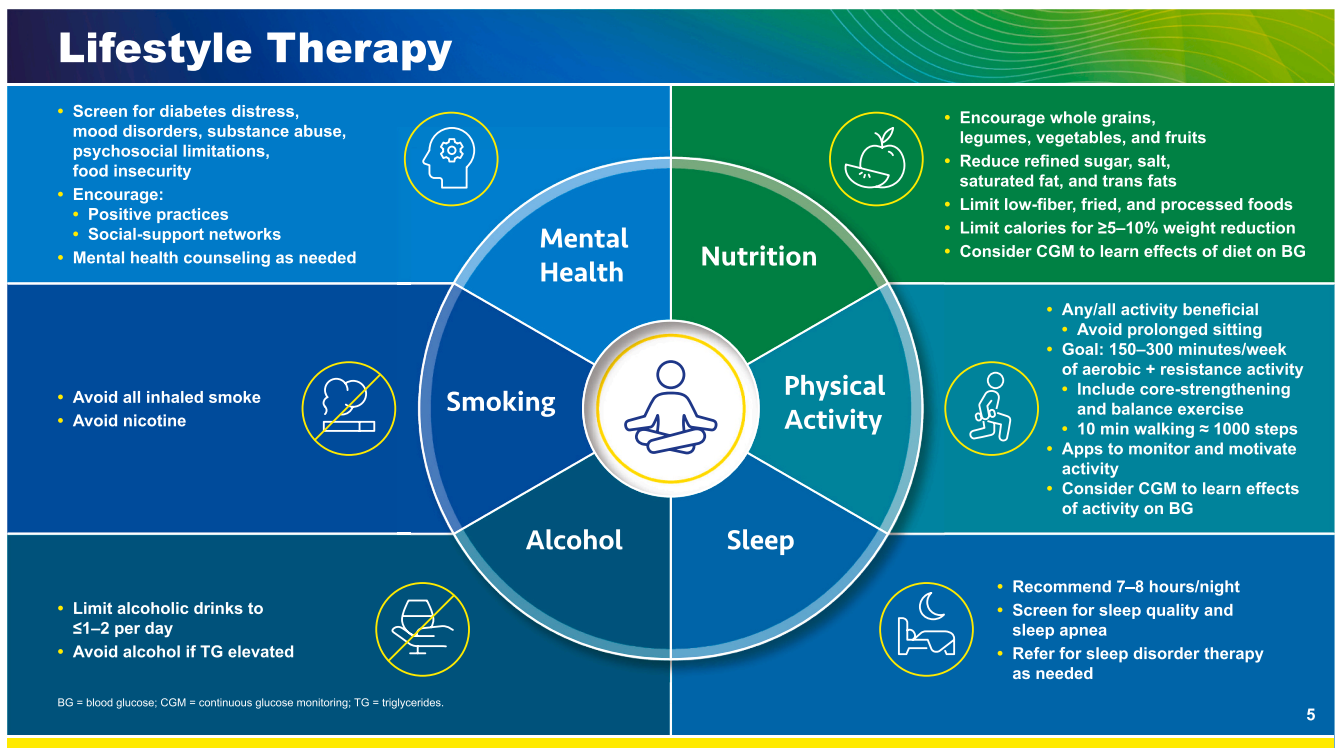 Lifestyle Therapy
• Screen for diabetes distress,
mood disorders, substance abuse,
psychosocial limitations,
food insecurity
• Encourage:
• Positive practices
• Social-support networks
• Mental health counseling as needed
• Encourage whole grains,
legumes, vegetables, and fruits
• Reduce refined sugar, salt,
saturated fat, and trans fats
• Limit low-fiber, fried, and processed foods
• Limit calories for ≥5–10% weight reduction
• Consider CGM to learn effects of diet on BG
Mental
Health
Nutrition
• Avoid all inhaled smoke
• Avoid nicotine
Smoking
Physical
Activity
• Any/all activity beneficial
• Avoid prolonged sitting
• Goal: 150–300 minutes/week
of aerobic + resistance activity
• Include core-strengthening
and balance exercise
• 10 min walking ≈ 1000 steps
• Apps to monitor and motivate
activity
• Consider CGM to learn effects
of activity on BG
Alcohol
Sleep
• Limit alcoholic drinks to
≤1–2 per day
• Avoid alcohol if TG elevated
• Recommend 7–8 hours/night
• Screen for sleep quality and
sleep apnea
• Refer for sleep disorder therapy
as needed
BG = blood glucose; CGM = continuous glucose monitoring; TG = triglycerides.
5